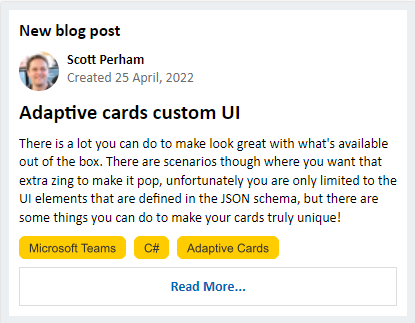 New blog post
Scott Perham
Created 25 April, 2022
Adaptive cards custom UI
There is a lot you can do to make look great with what's available
out of the box. There are scenarios though where you want that
extra zing to make it pop, unfortunately you are only limited to the
UI elements that are defined in the JSON schema, but there are
some things you can do to make your cards truly unique!
Microsoft Teams C# Adaptive Cards
Read More...